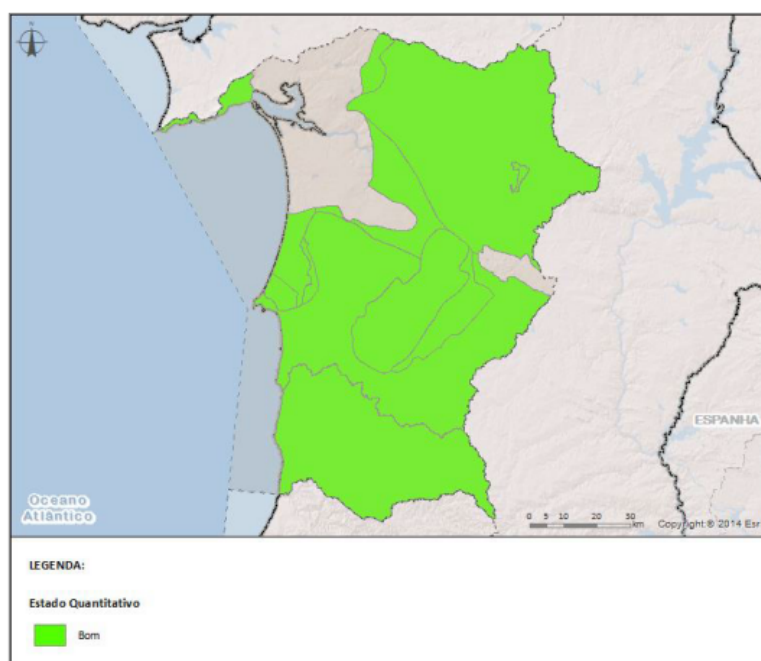 N
ESPANHA
Oceano
Atlântico
0 5 10 20 30
km
Copyright © 2014 Esr
LEGENDA:
Estado Quantitativo
Bom